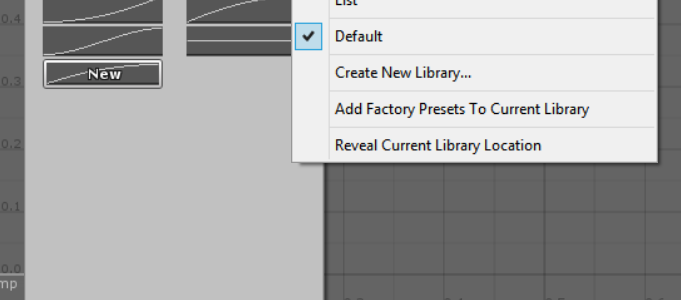 List
0.4
Default
0.3
New
Create New Library...
Add Factory Presets To Current Library
0.2
Reveal Current Library Location
0.1
0.0
mp